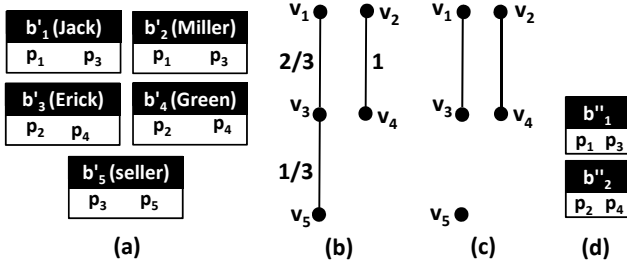 b'₁(Jack) b'₂(Miller)
p₁ p₃ p₁ p₃
b'₃(Erick) b'₄(Green)
p₂ p₄ p₂ p₄
b'₅(seller)
p₃ p₅
(a)
v₁ v₂
2/3 1
v₃ v₄
1/3
v₅
(b)
v₁ v₂
v₃ v₄
v₅
(c)
b''₁
p₁ p₃
b''₂
p₂ p₄
(d)